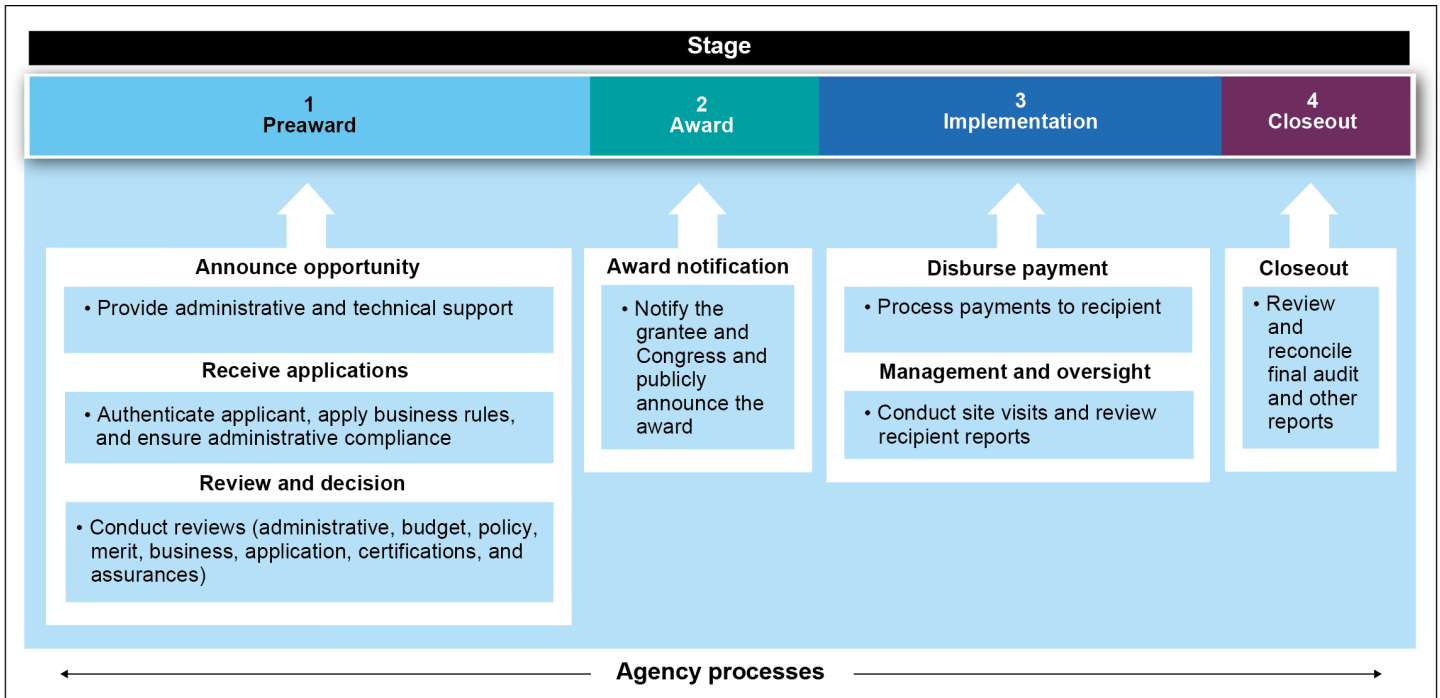 Stage
1
Preaward
2
Award
3
Implementation
4
Closeout
Announce opportunity
• Provide administrative and technical support
Receive applications
• Authenticate applicant, apply business rules,
and ensure administrative compliance
Review and decision
• Conduct reviews (administrative, budget, policy,
merit, business, application, certifications, and
assurances)
Award notification
• Notify the
grantee and
Congress and
publicly
announce the
award
Disburse payment
• Process payments to recipient
Management and oversight
• Conduct site visits and review
recipient reports
Closeout
• Review
and
reconcile
final audit
and other
reports
Agency processes